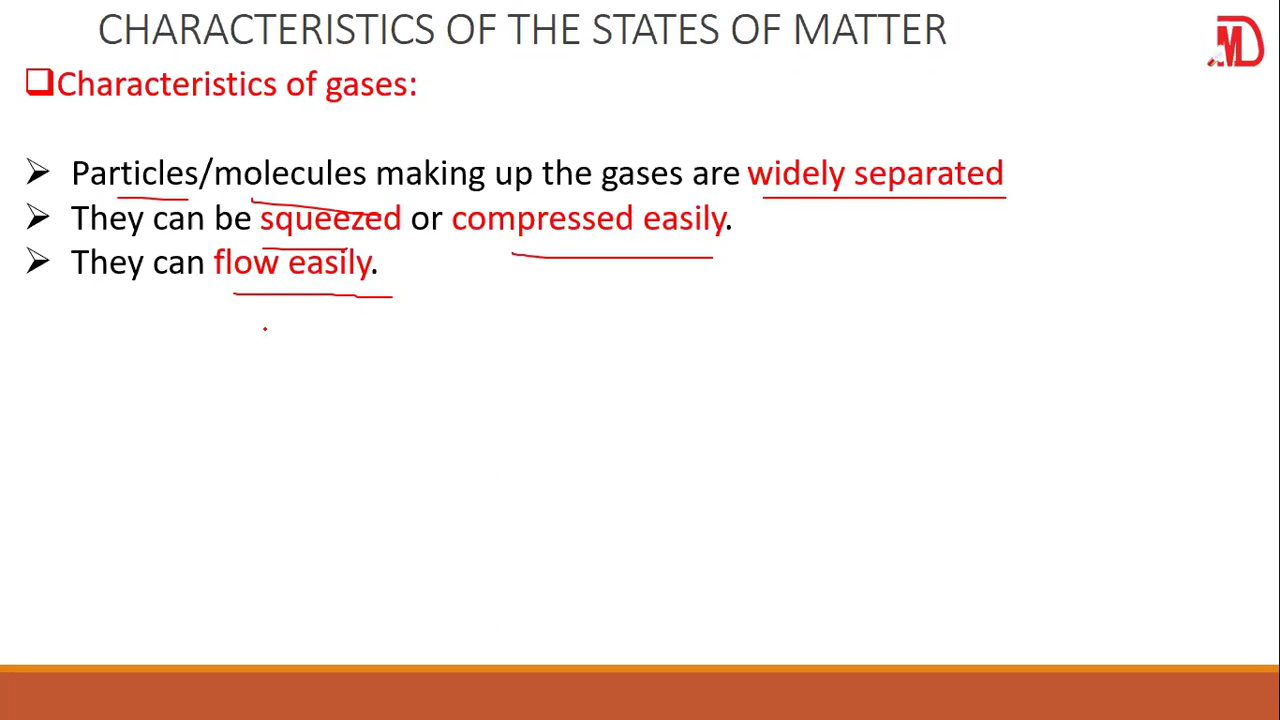 CHARACTERISTICS OF THE STATES OF MATTER
MD
Characteristics of gases:
Particles/molecules making up the gases are widely separated
They can be squeezed or compressed easily.
They can flow easily.